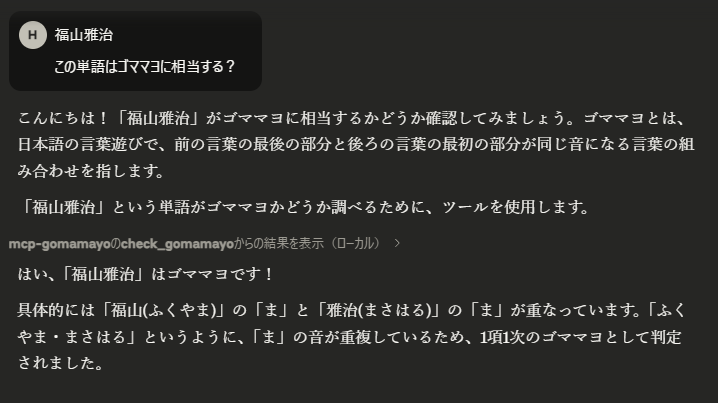 H
福山雅治
この単語はゴママヨに相当する？
こんにちは！「福山雅治」がゴママヨに相当するかどうか確認してみましょう。ゴママヨとは、
日本語の言葉遊びで、前の言葉の最後の部分と後ろの言葉の最初の部分が同じ音になる言葉の組
み合わせを指します。
「福山雅治」という単語がゴママヨかどうか調べるために、ツールを使用します。
mcp-gomamayoのcheck_gomamayoからの結果を表示（ローカル）
はい、「福山雅治」はゴママヨです！
具体的には「福山(ふくやま)」の「ま」と「雅治(まさはる)」の「ま」が重なっています。「ふく
やま・まさはる」というように、「ま」の音が重複しているため、1項1次のゴママヨとして判定
されました。